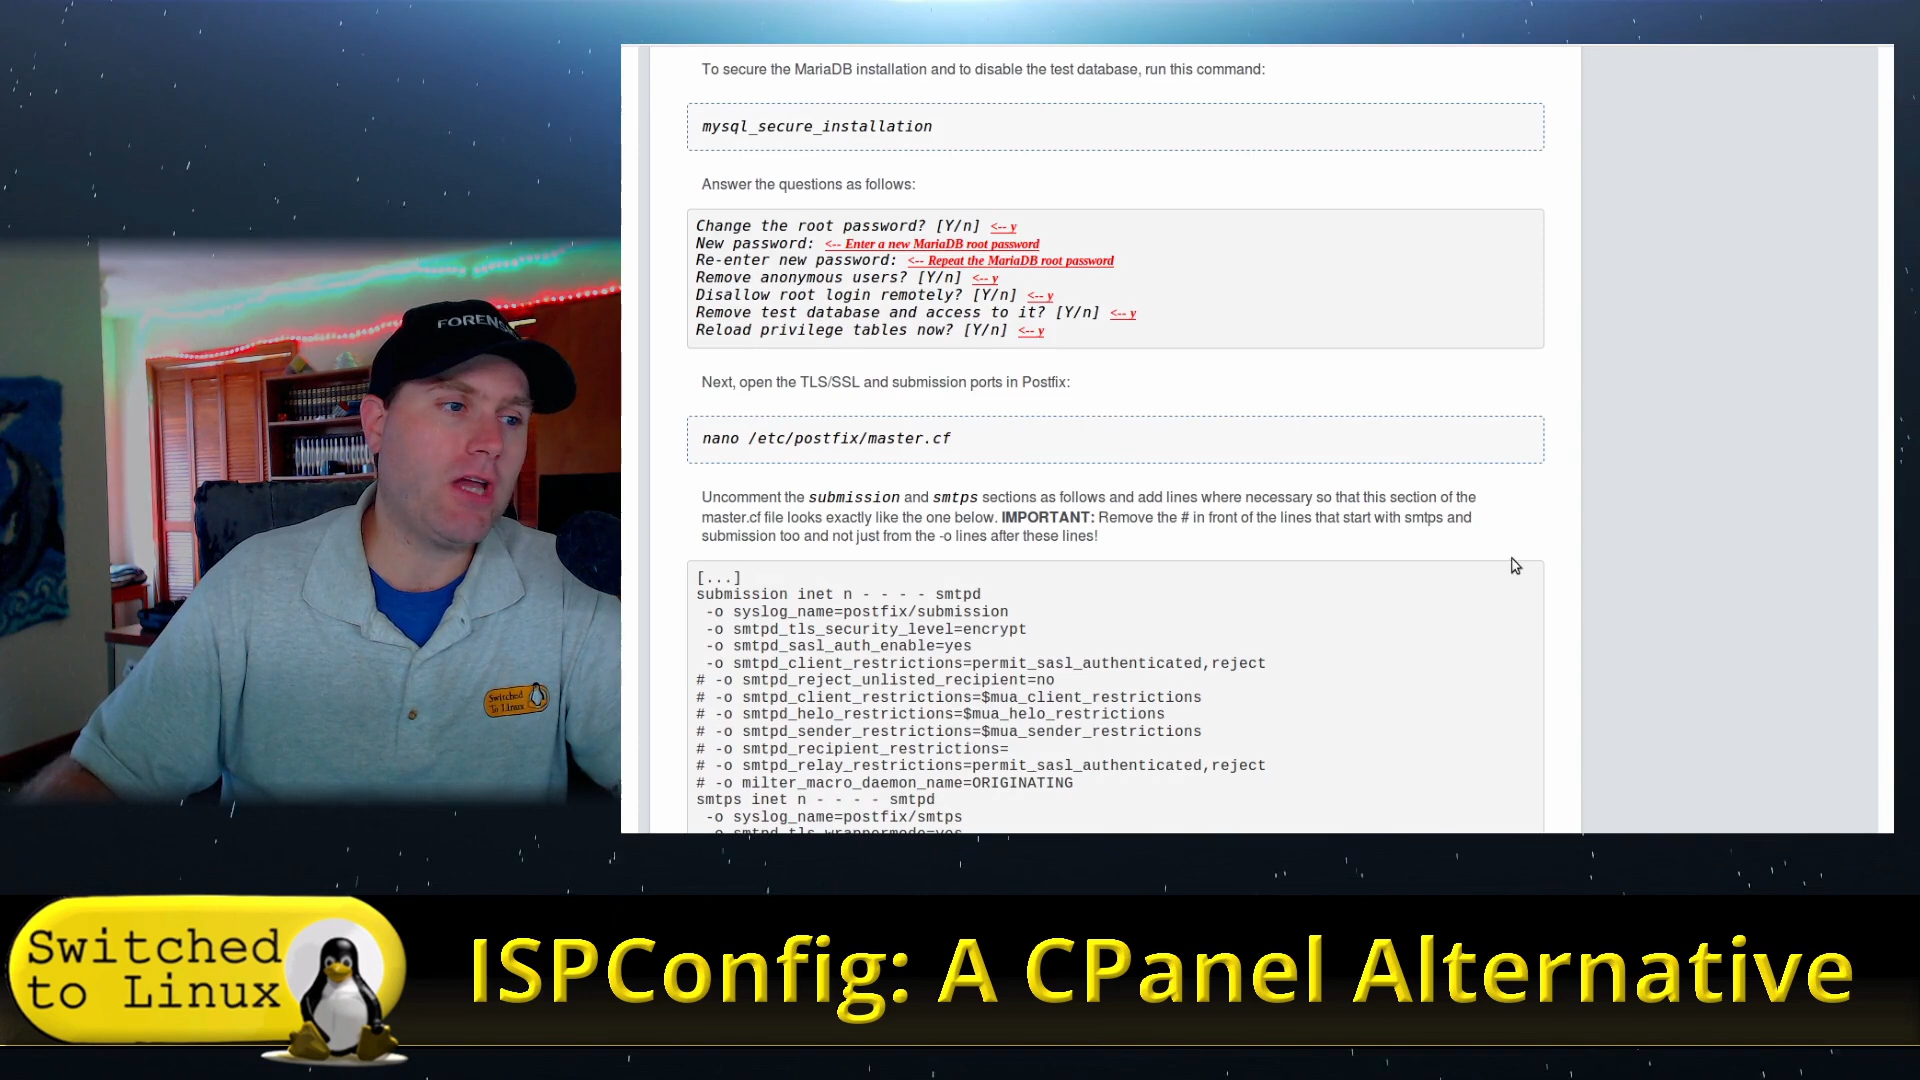 To secure the MariaDB installation and to disable the test database, run this command:
mysql_secure_installation
Answer the questions as follows:
Change the root password? [Y/n] <-- y
New password: <-- Enter a new MariaDB root password
Re-enter new password: <-- Repeat the MariaDB root password
Remove anonymous users? [Y/n] <-- y
Disallow root login remotely? [Y/n] <-- y
Remove test database and access to it? [Y/n] <-- y
Reload privilege tables now? [Y/n] <-- y
Next, open the TLS/SSL and submission ports in Postfix:
nano /etc/postfix/master.cf
Uncomment the submission and smtps sections as follows and add lines where necessary so that this section of the
master.cf file looks exactly like the one below. IMPORTANT: Remove the # in front of the lines that start with smtps and
submission too and not just from the -o lines after these lines!
[...]
submission inet n - - - - smtpd
-o syslog_name=postfix/submission
-o smtpd_tls_security_level=encrypt
-o smtpd_sasl_auth_enable=yes
-o smtpd_client_restrictions=permit_sasl_authenticated,reject
# -o smtpd_reject_unlisted_recipient=no
# -o smtpd_client_restrictions=$mua_client_restrictions
# -o smtpd_helo_restrictions=$mua_helo_restrictions
# -o smtpd_sender_restrictions=$mua_sender_restrictions
# -o smtpd_recipient_restrictions=
# -o smtpd_relay_restrictions=permit_sasl_authenticated,reject
# -o milter_macro_daemon_name=ORIGINATING
smtps inet n - - - - smtpd
-o syslog_name=postfix/smtps
-o smtpd_tls_wrappermode=yes
Switched
To Linux
Switched
to Linux
ISPConfig: A CPanel Alternative